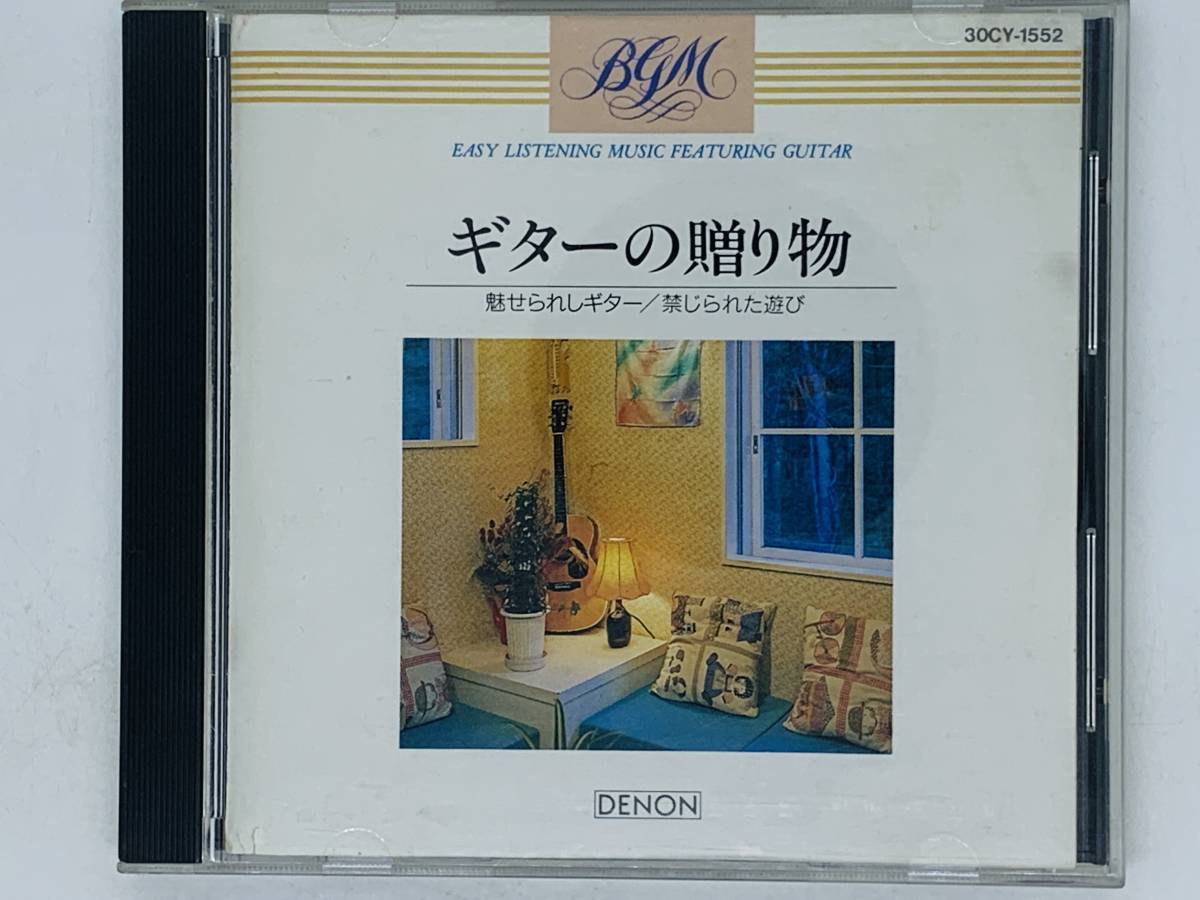 30CY-1552
BGM
EASY LISTENING MUSIC FEATURING GUITAR
ギターの贈り物
魅せられしギター／禁じられた遊び
DENON